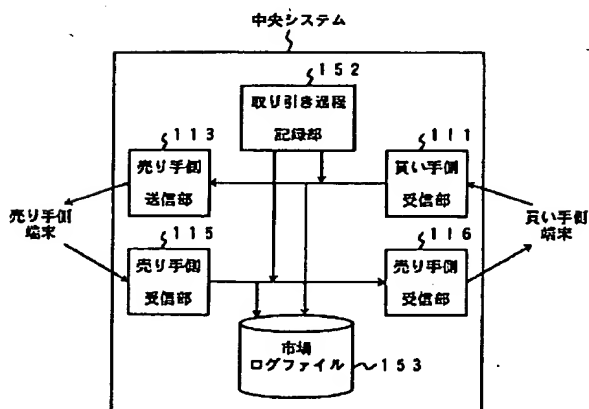 中央システム
152
取り引き過程
記録部
113
売り手側
送信部
111
買い手側
受信部
売り手側
端末
買い手側
端末
115
売り手側
受信部
116
売り手側
受信部
市場
ログファイル
153